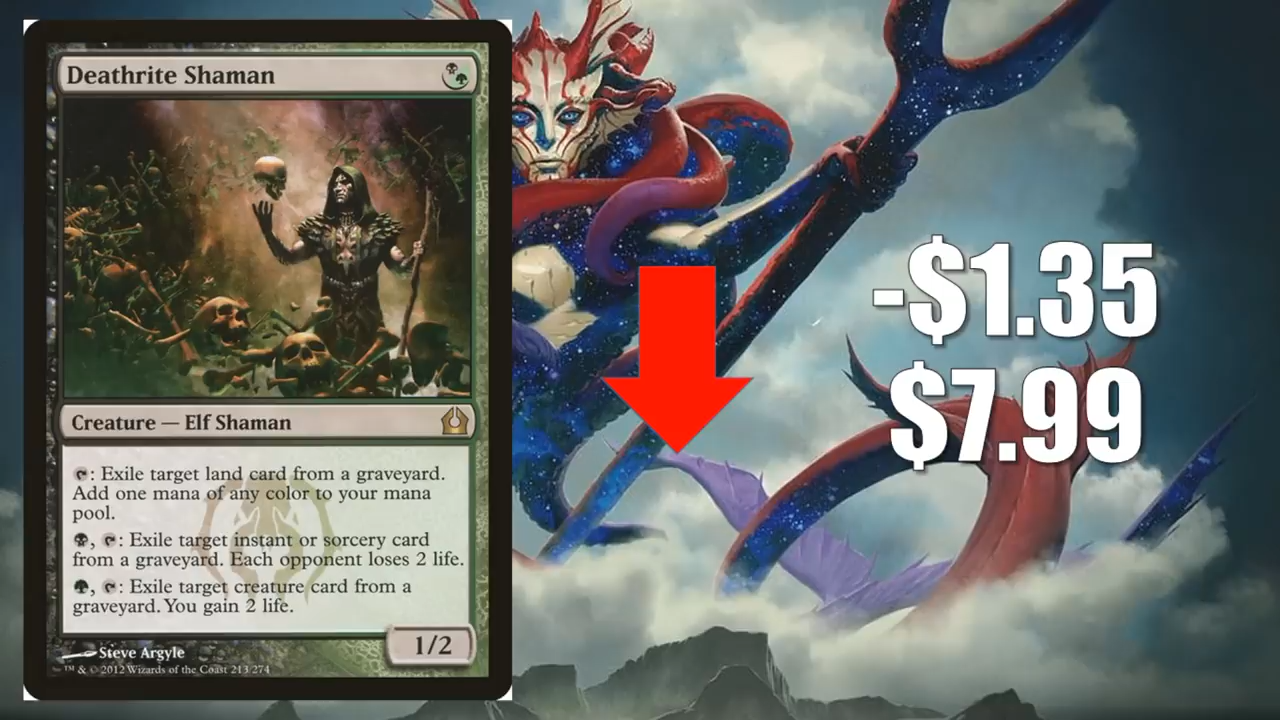 Deathrite Shaman
Creature — Elf Shaman
: Exile target land card from a graveyard.
Add one mana of any color to your mana
pool.
, : Exile target instant or sorcery card
from a graveyard. Each opponent loses 2 life.
, : Exile target creature card from a
graveyard. You gain 2 life.
1/2
Steve Argyle
™ & © 2012 Wizards of the Coast 213/274
-$1.35
$7.99